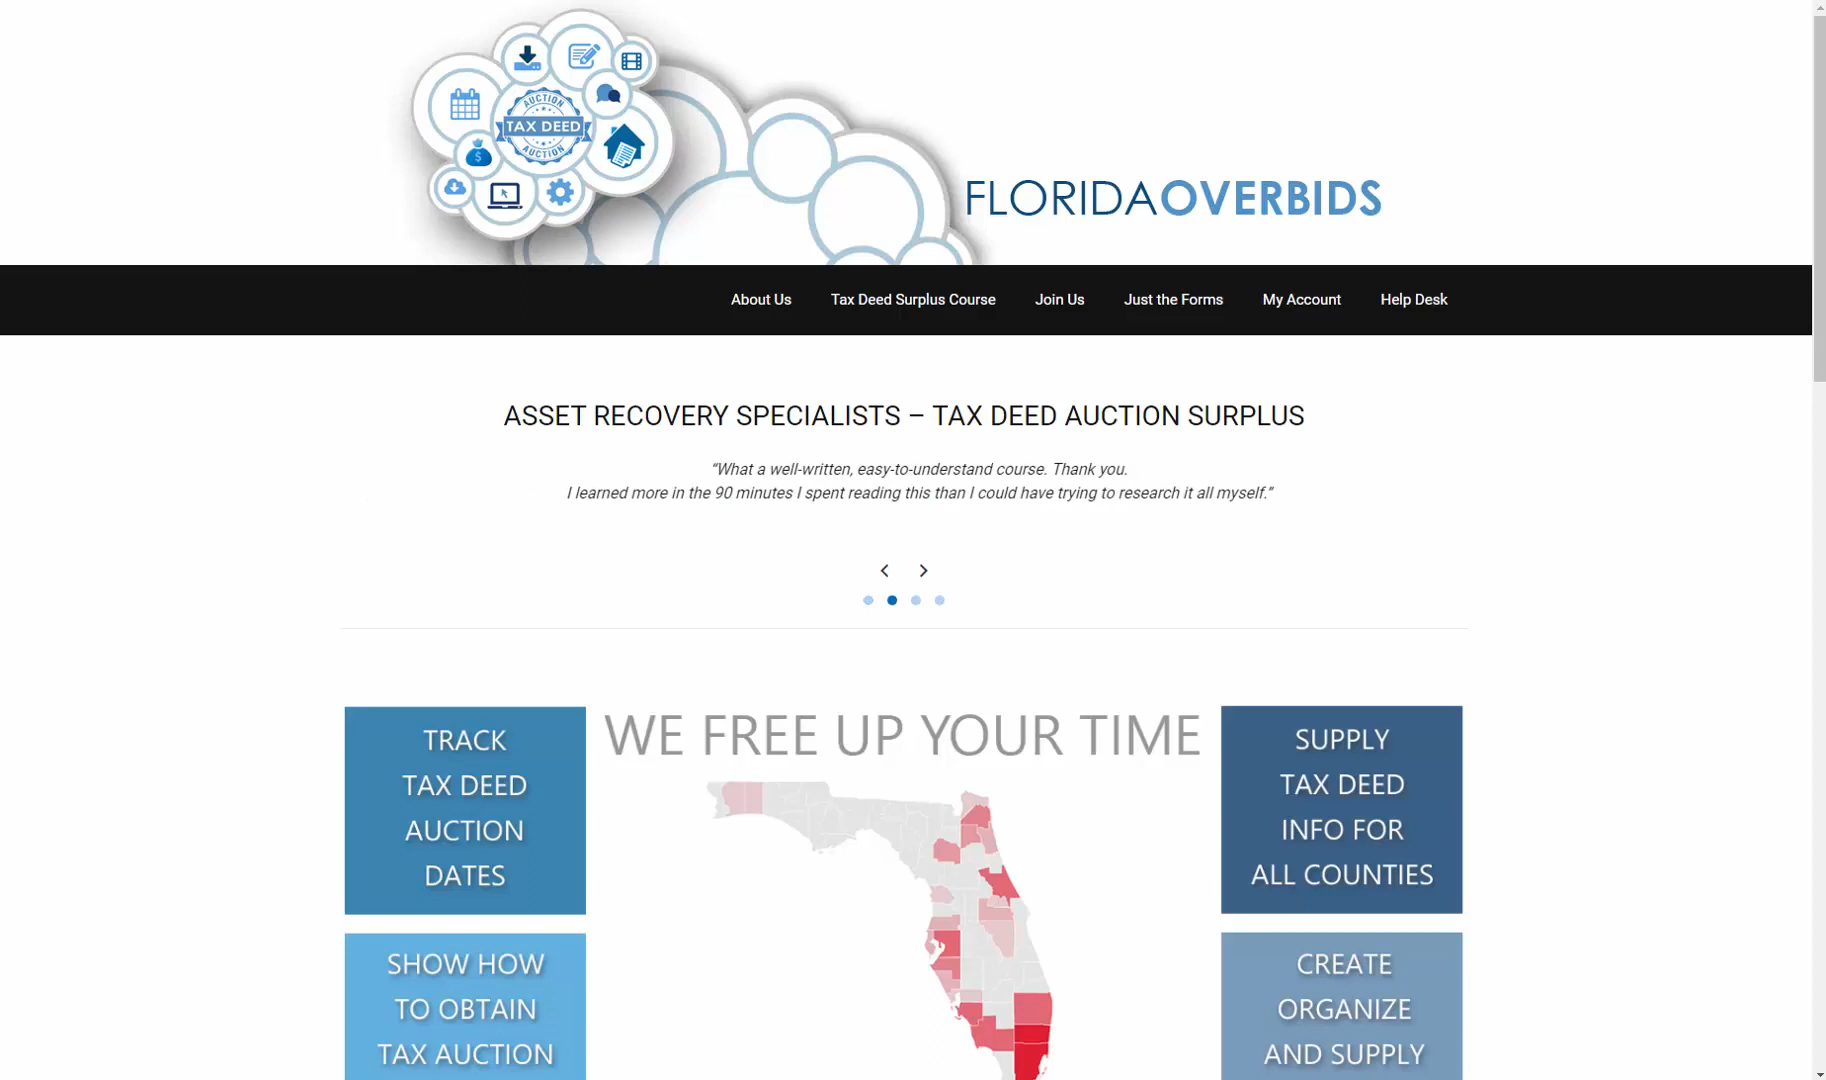 AUCTION
TAX DEED
AUCTION
$
FLORIDAOVERBIDS
About Us
Tax Deed Surplus Course
Join Us
Just the Forms
My Account
Help Desk
ASSET RECOVERY SPECIALISTS – TAX DEED AUCTION SURPLUS
“What a well-written, easy-to-understand course. Thank you.
I learned more in the 90 minutes I spent reading this than I could have trying to research it all myself.”
TRACK
TAX DEED
AUCTION
DATES
WE FREE UP YOUR TIME
SUPPLY
TAX DEED
INFO FOR
ALL COUNTIES
SHOW HOW
TO OBTAIN
TAX AUCTION
CREATE
ORGANIZE
AND SUPPLY